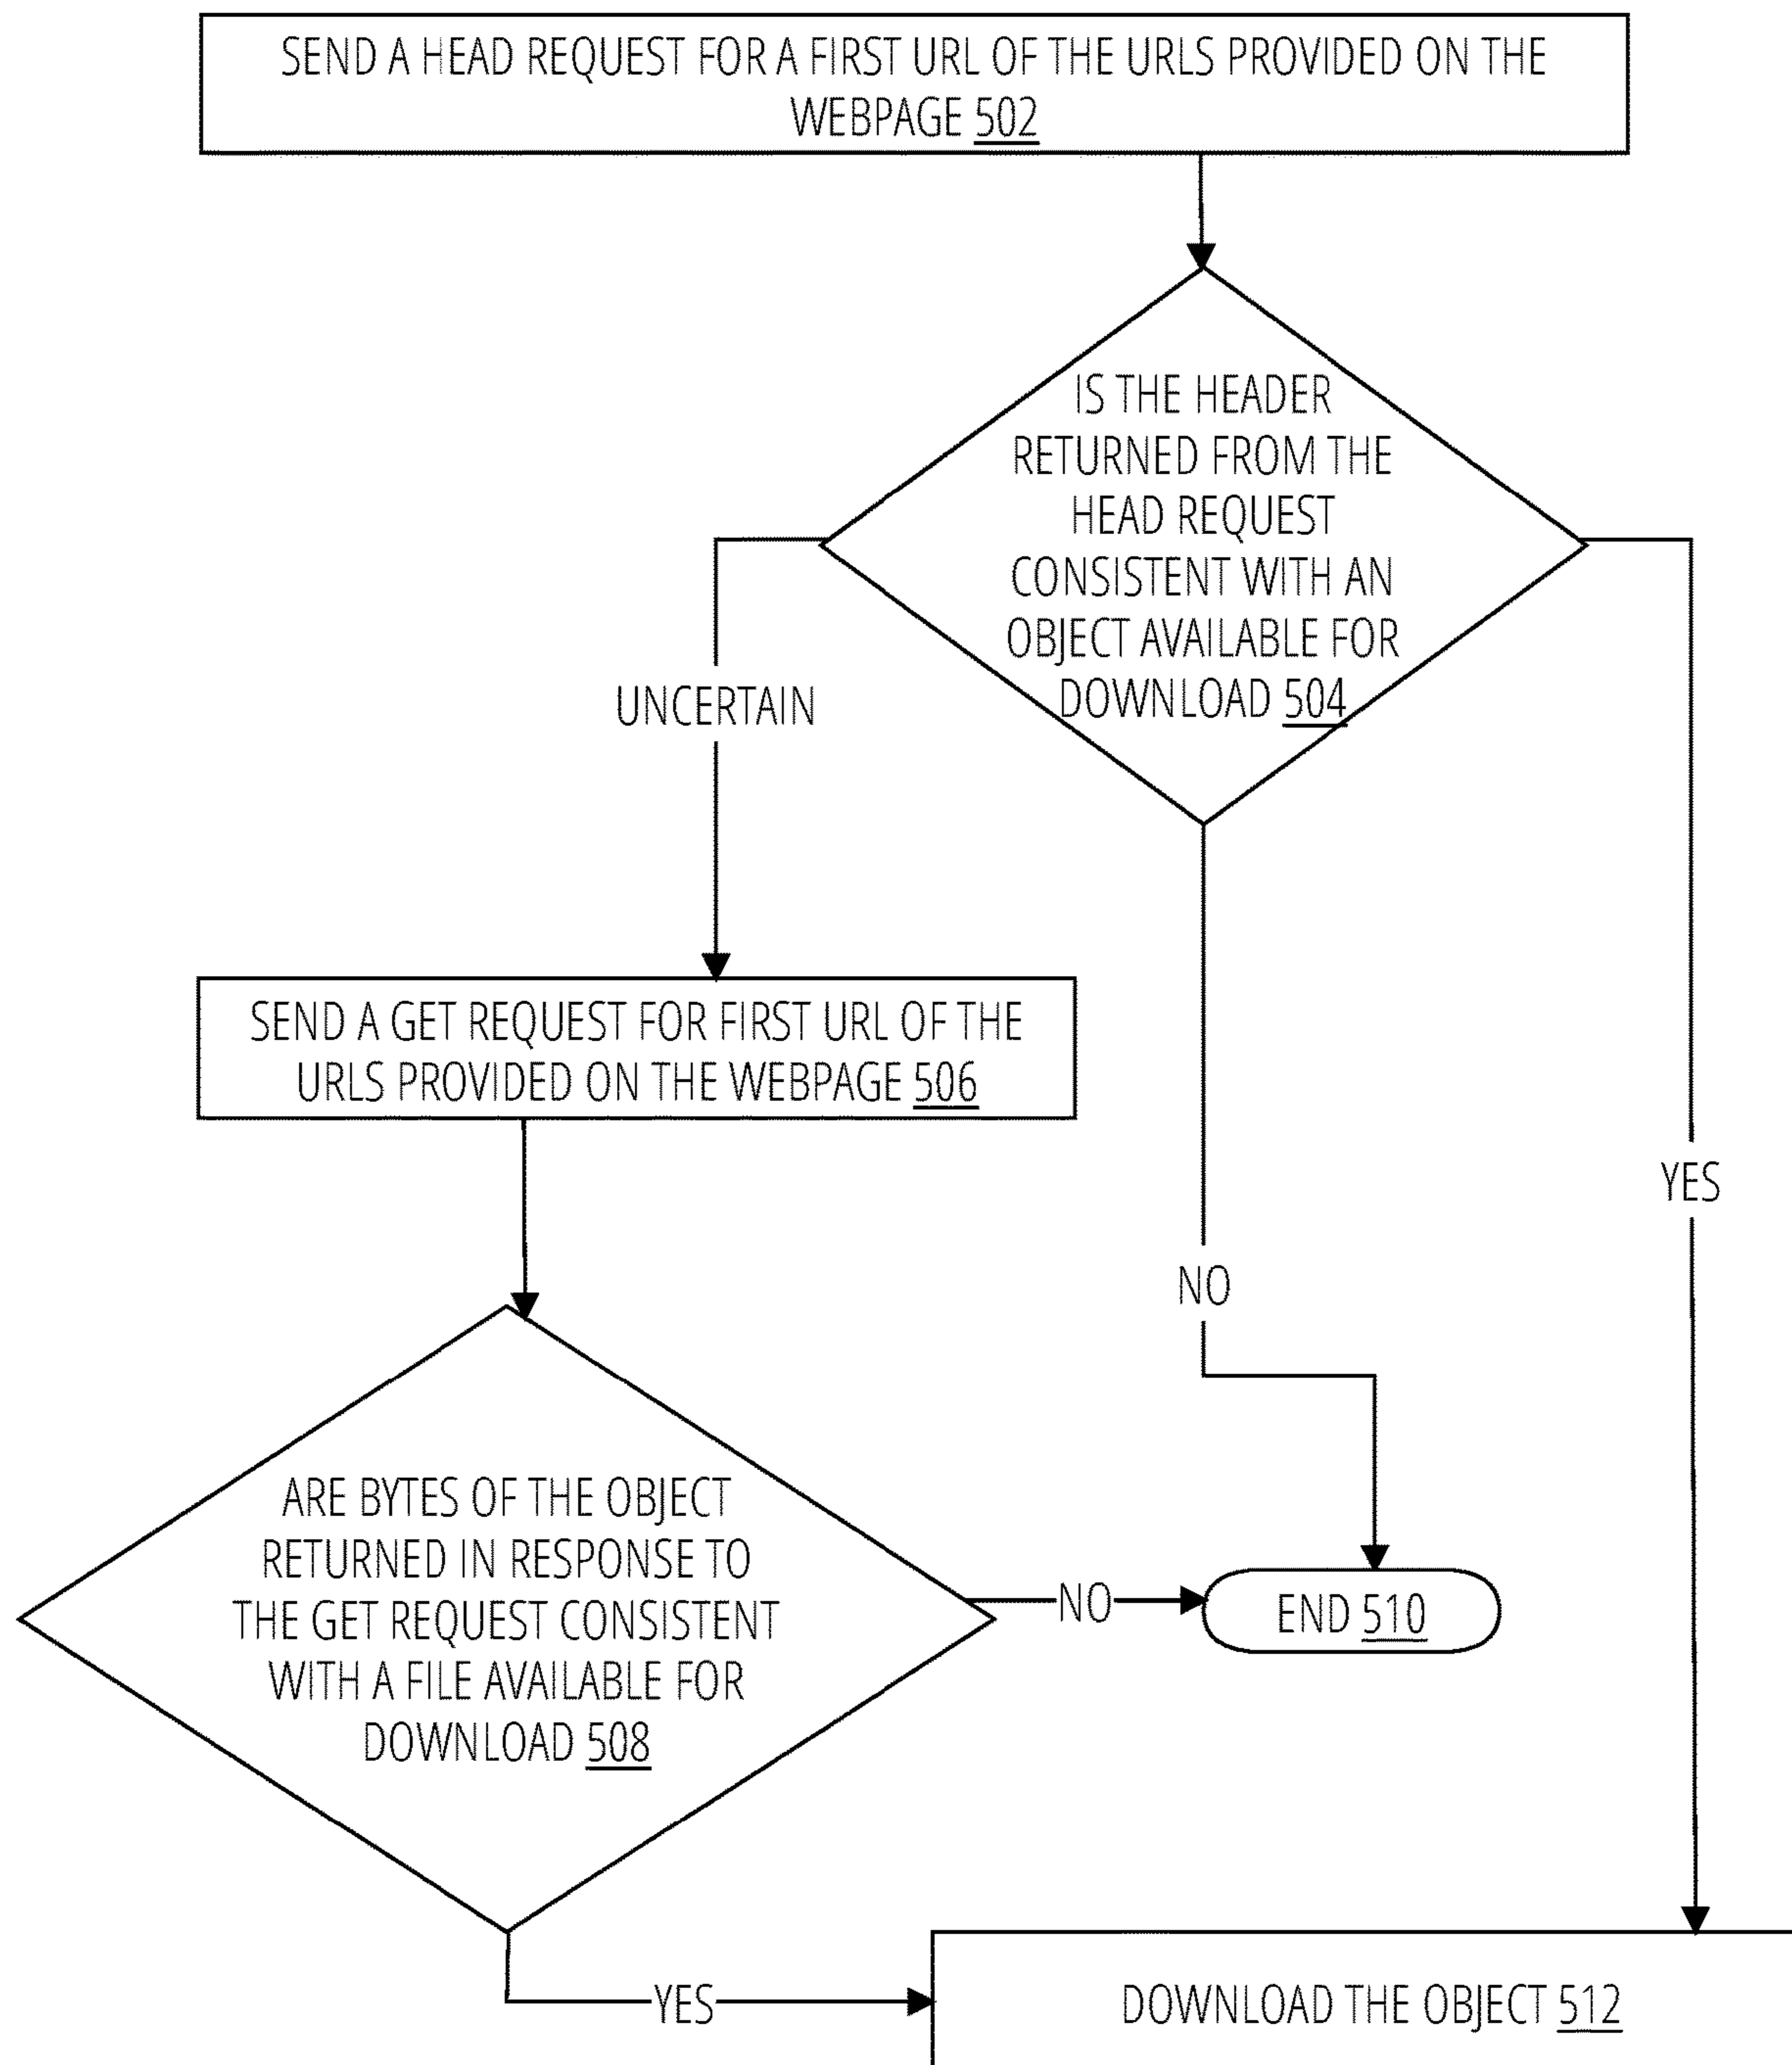 SEND A HEAD REQUEST FOR A FIRST URL OF THE URLS PROVIDED ON THE
WEBPAGE 502
IS THE HEADER
RETURNED FROM THE
HEAD REQUEST
CONSISTENT WITH AN
OBJECT AVAILABLE FOR
DOWNLOAD 504
UNCERTAIN
SEND A GET REQUEST FOR FIRST URL OF THE
URLS PROVIDED ON THE WEBPAGE 506
YES
NO
ARE BYTES OF THE OBJECT
RETURNED IN RESPONSE TO
THE GET REQUEST CONSISTENT
WITH A FILE AVAILABLE FOR
DOWNLOAD 508
NO
END 510
YES
DOWNLOAD THE OBJECT 512